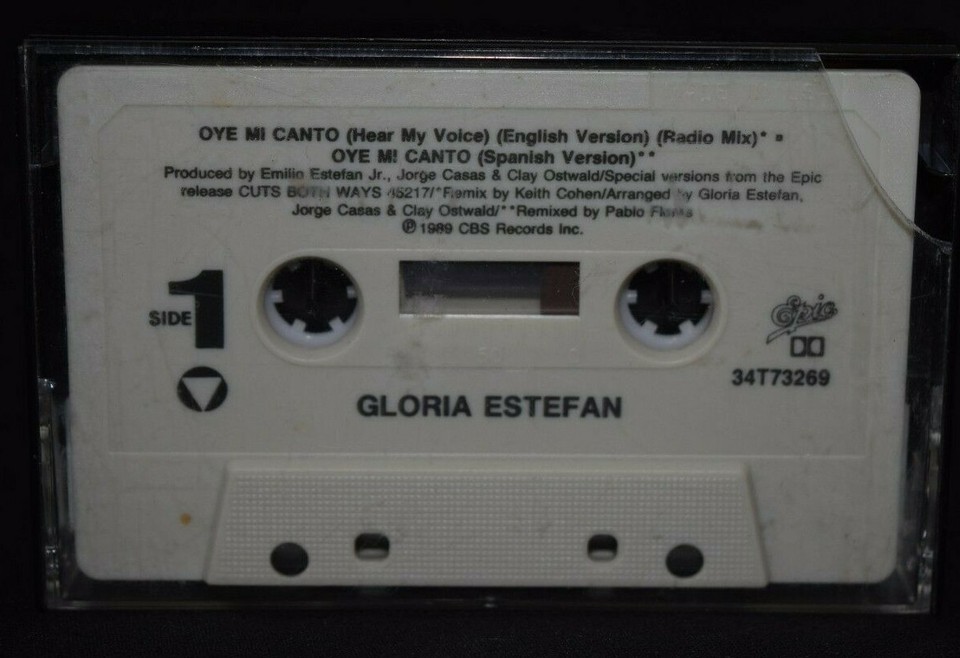 OYE MI CANTO (Hear My Voice) (English Version) (Radio Mix)*
OYE MI CANTO (Spanish Version)**
Produced by Emilio Estefan Jr., Jorge Casas & Clay Ostwald/Special versions from the Epic
release CUTS BOTH WAYS 45217/*Remix by Keith Cohen/Arranged by Gloria Estefan,
Jorge Casas & Clay Ostwald/**Remixed by Pablo Flores
℗ 1989 CBS Records Inc.
SIDE 1
Epic
34T73269
GLORIA ESTEFAN